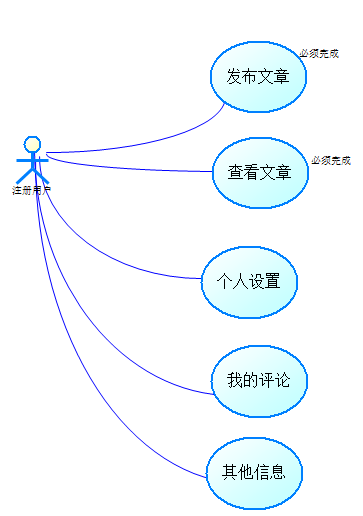 必须完成
发布文章
必须完成
查看文章
注册用户
个人设置
我的评论
其他信息